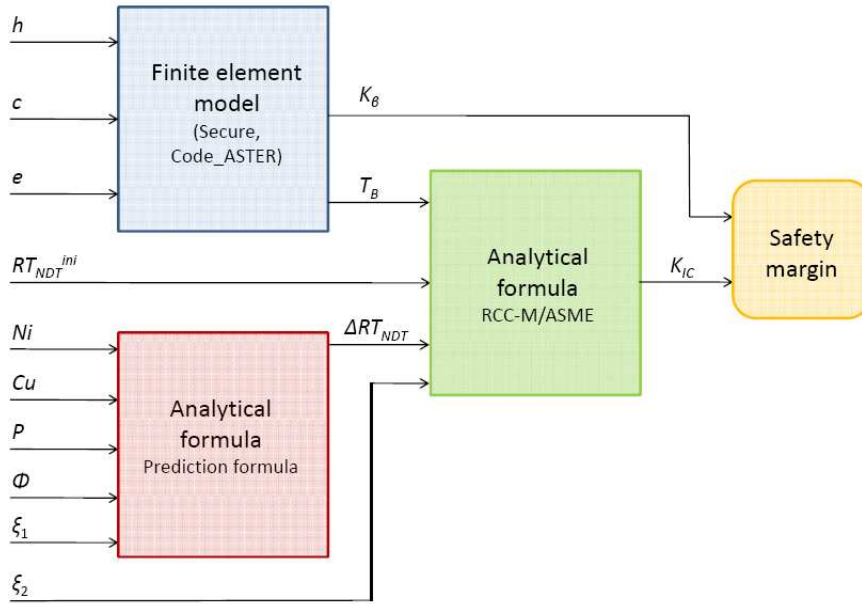 h
c
e
Finite element
model
(Secure,
Code_ASTER)
K_B
T_B
RT_NDT^ini
Analytical
formula
RCC-M/ASME
K_IC
Safety
margin
Ni
Cu
P
Φ
ξ_1
ξ_2
Analytical
formula
Prediction formula
ΔRT_NDT